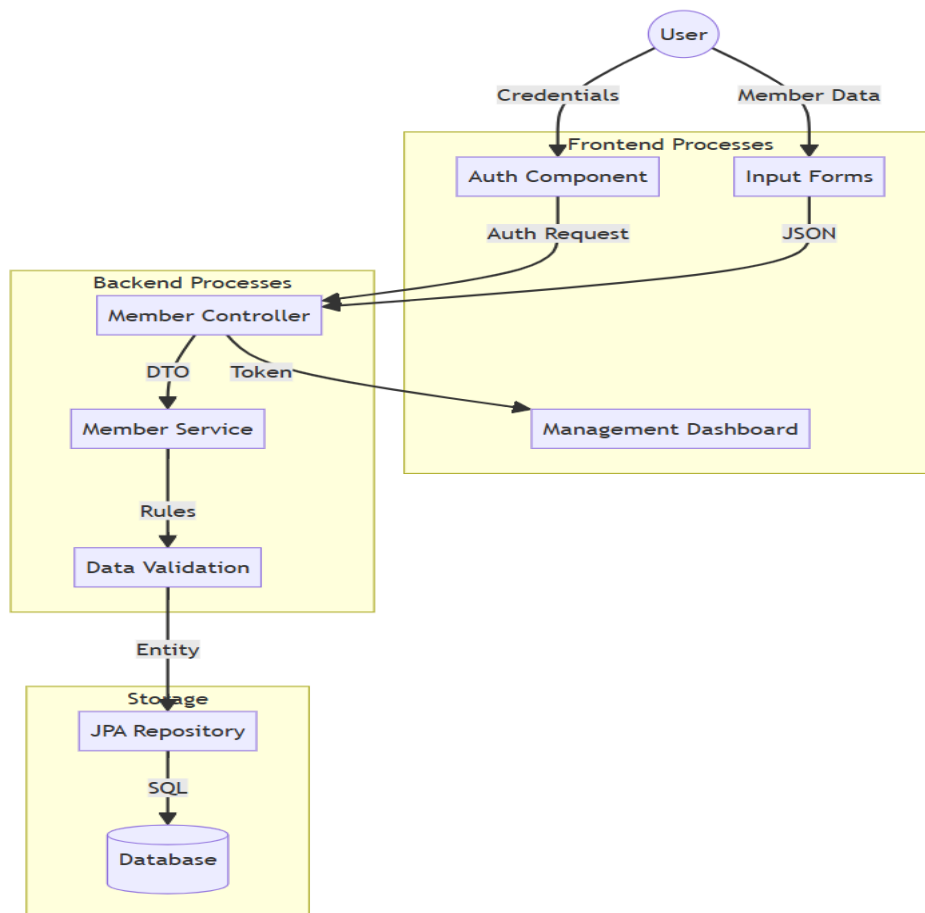 User
Credentials
Member Data
Frontend Processes
Auth Component
Input Forms
Auth Request
JSON
Backend Processes
Member Controller
DTO
Token
Member Service
Management Dashboard
Rules
Data Validation
Entity
Storage
JPA Repository
SQL
Database